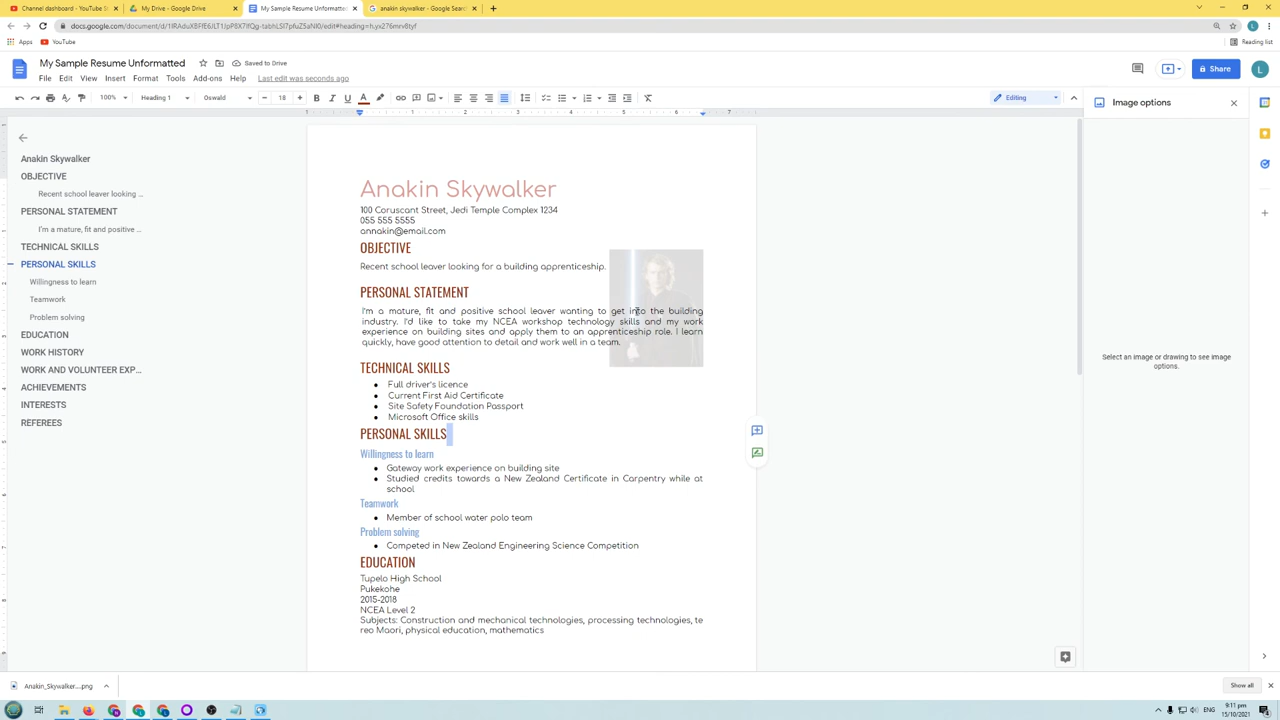 Channel dashboard - YouTube St
My Drive - Google Drive
My Sample Resume Unformatted
anakin skywalker - Google Searc
Apps
YouTube
Reading list
My Sample Resume Unformatted
Saved to Drive
File Edit View Insert Format Tools Add-ons Help Last edit was seconds ago
Share
100% Heading 1 Oswald 18
Editing
Image options
Select an image or drawing to see image
options.
Anakin Skywalker
OBJECTIVE
Recent school leaver looking ...
PERSONAL STATEMENT
I'm a mature, fit and positive ...
TECHNICAL SKILLS
PERSONAL SKILLS
Willingness to learn
Teamwork
Problem solving
EDUCATION
WORK HISTORY
WORK AND VOLUNTEER EXP...
ACHIEVEMENTS
INTERESTS
REFEREES
Anakin Skywalker
100 Coruscant Street, Jedi Temple Complex 1234
055 555 5555
annakin@email.com
OBJECTIVE
Recent school leaver looking for a building apprenticeship.
PERSONAL STATEMENT
I'm a mature, fit and positive school leaver wanting to get into the building
industry. I'd like to take my NCEA workshop technology skills and my work
experience on building sites and apply them to an apprenticeship role. I learn
quickly, have good attention to detail and work well in a team.
TECHNICAL SKILLS
● Full driver's licence
● Current First Aid Certificate
● Site Safety Foundation Passport
● Microsoft Office skills
PERSONAL SKILLS
Willingness to learn
● Gateway work experience on building site
● Studied credits towards a New Zealand Certificate in Carpentry while at
school
Teamwork
● Member of school water polo team
Problem solving
● Competed in New Zealand Engineering Science Competition
EDUCATION
Tupelo High School
Pukekohe
2015-2018
NCEA Level 2
Subjects: Construction and mechanical technologies, processing technologies, te
reo Maori, physical education, mathematics
Anakin_Skywalker....png
Show all
ENG
9:11 pm
15/10/2021